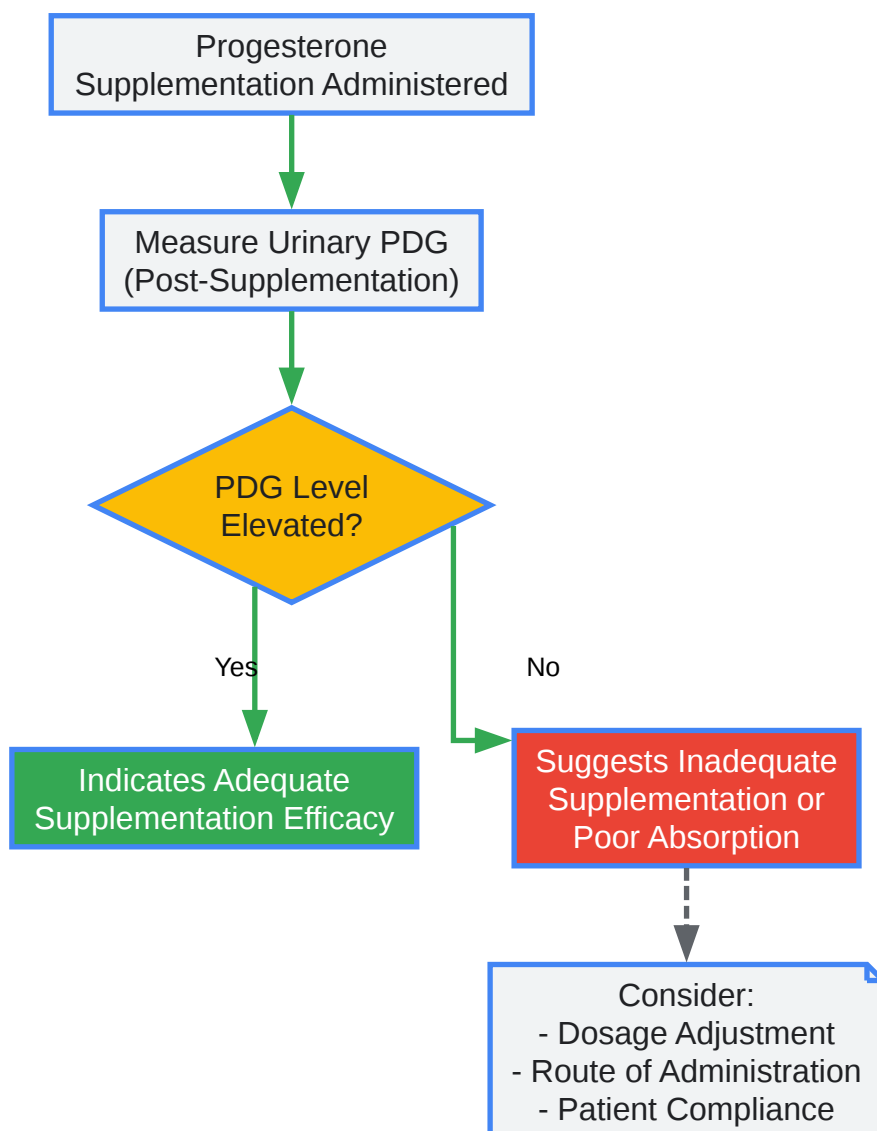 Progesterone
Supplementation Administered
Measure Urinary PDG
(Post-Supplementation)
PDG Level
Elevated?
Yes
No
Indicates Adequate
Supplementation Efficacy
Suggests Inadequate
Supplementation or
Poor Absorption
Consider:
- Dosage Adjustment
- Route of Administration
- Patient Compliance